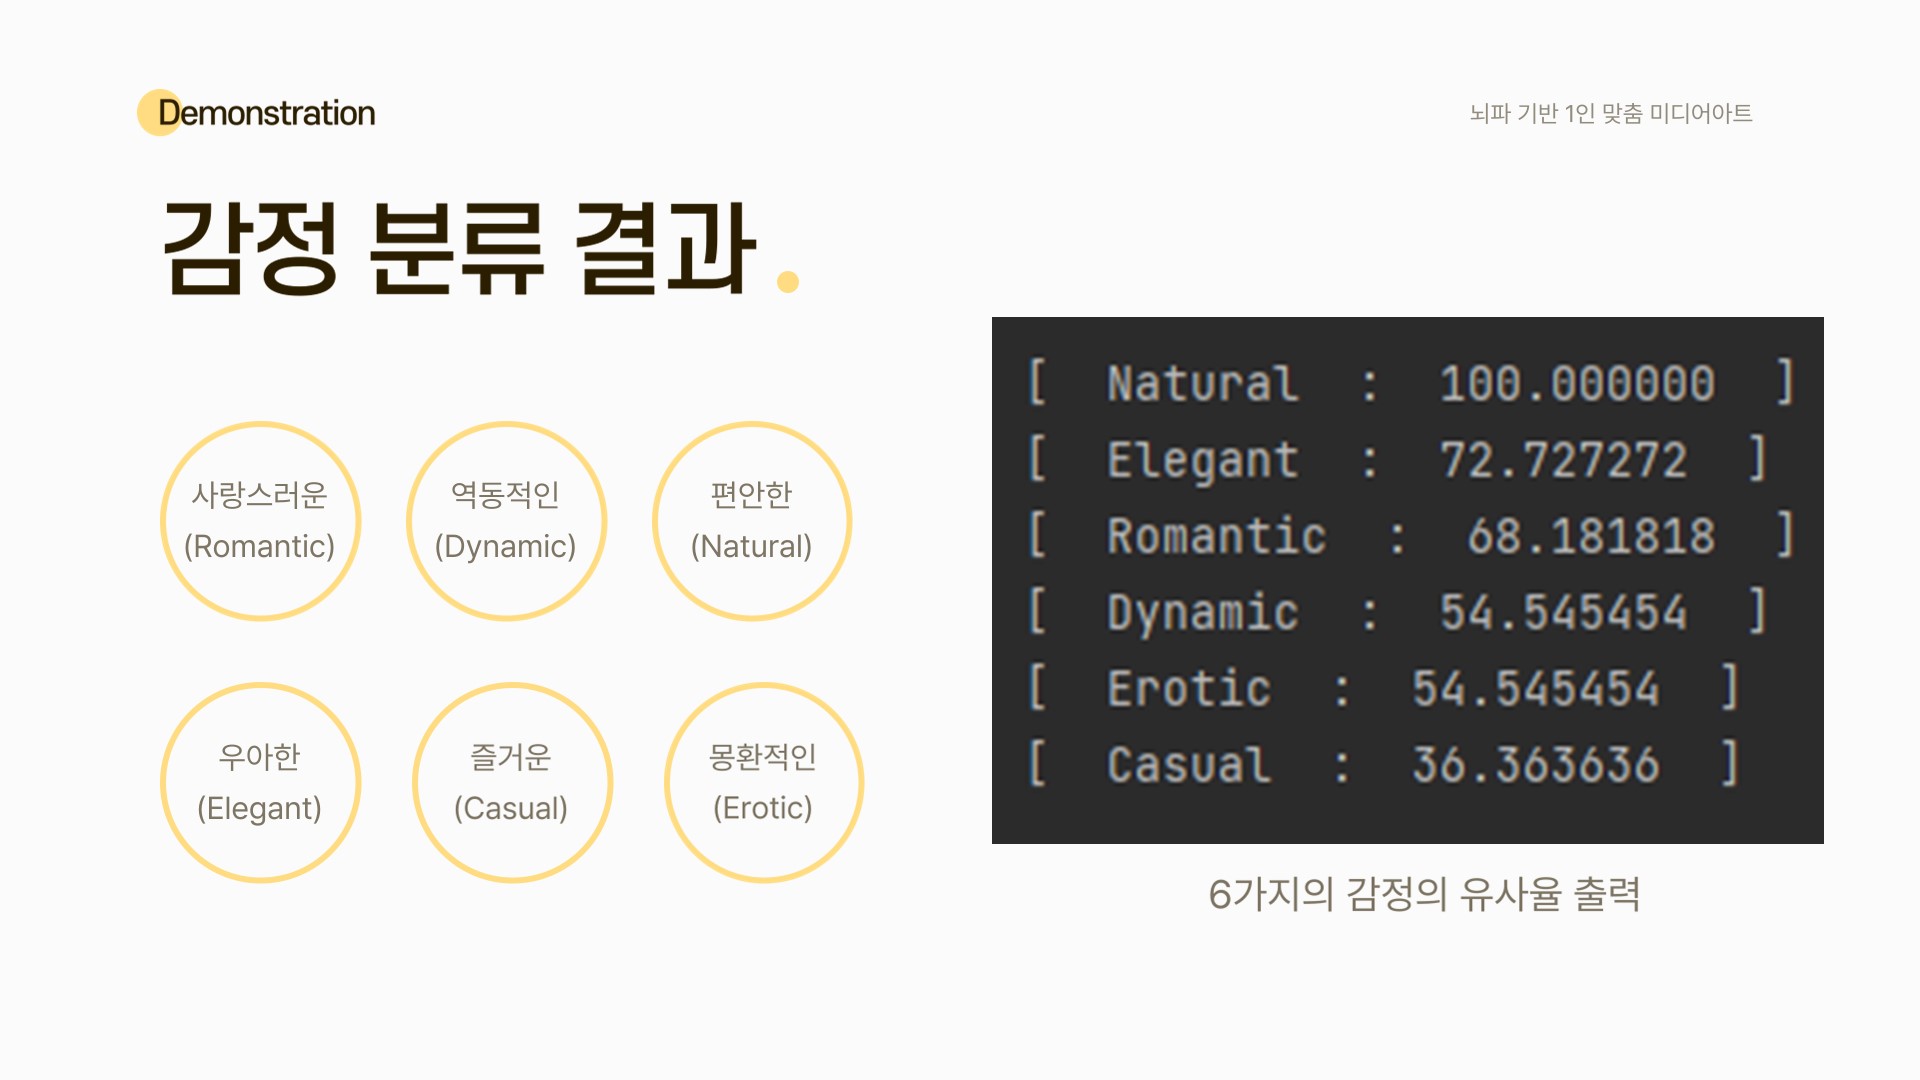 Demonstration
뇌파 기반 1인 맞춤 미디어아트
감정 분류 결과.
사랑스러운
(Romantic)
역동적인
(Dynamic)
편안한
(Natural)
우아한
(Elegant)
즐거운
(Casual)
몽환적인
(Erotic)
[ Natural : 100.000000 ]
[ Elegant : 72.727272 ]
[ Romantic : 68.181818 ]
[ Dynamic : 54.545454 ]
[ Erotic : 54.545454 ]
[ Casual : 36.363636 ]
6가지의 감정의 유사율 출력